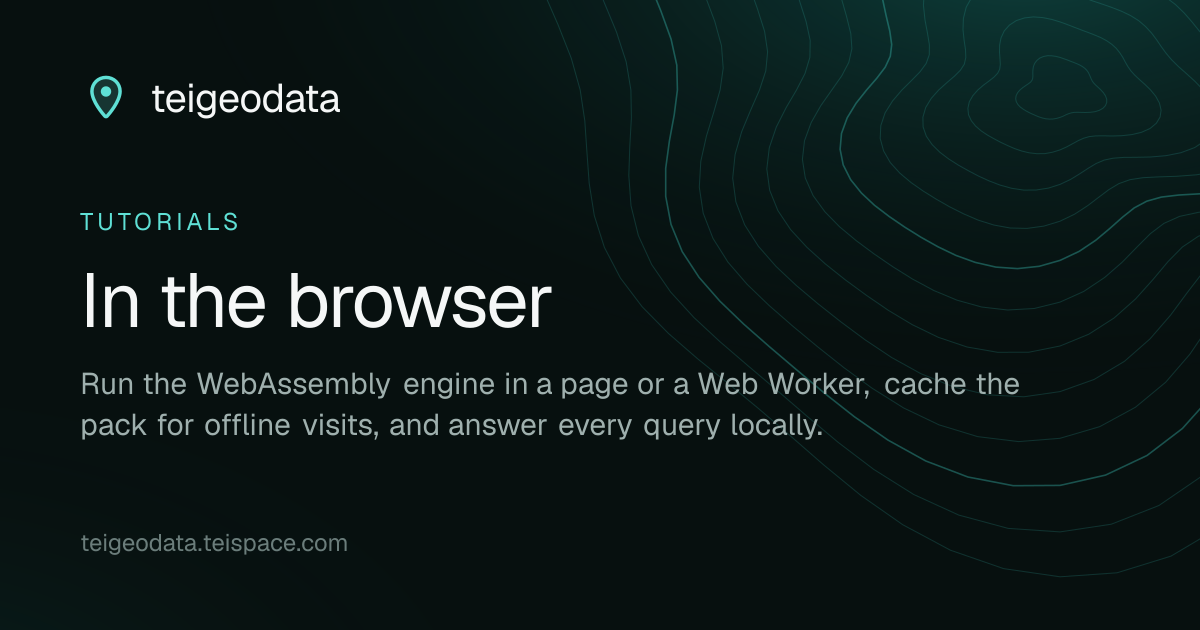 teigeodata
TUTORIALS
In the browser
Run the WebAssembly engine in a page or a Web Worker, cache the
pack for offline visits, and answer every query locally.
teigeodata.teispace.com